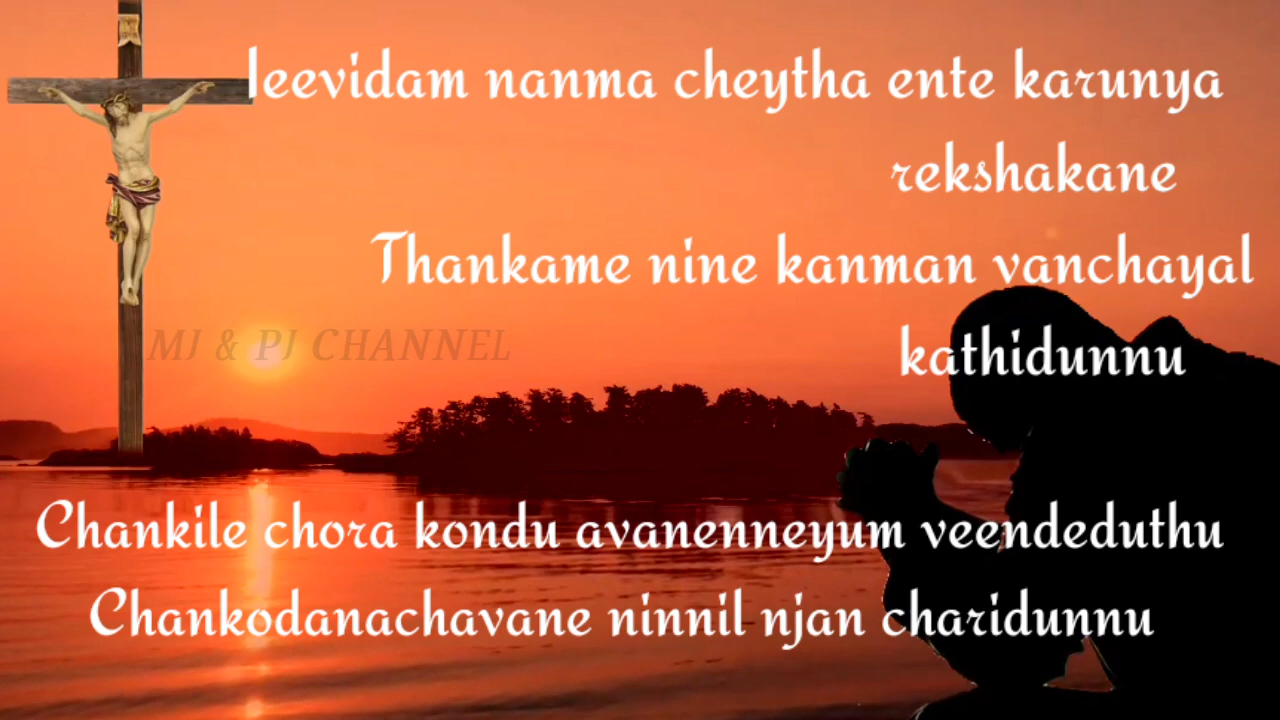 Ieevidam nanma cheytha ente karunya
rekshakane
Thankame nine kanman vanchayal
kathidunnu
MJ & PJ CHANNEL
Chankile chora kondu avanenneyum veendeduthu
Chankodanachavane ninnil njan charidunnu